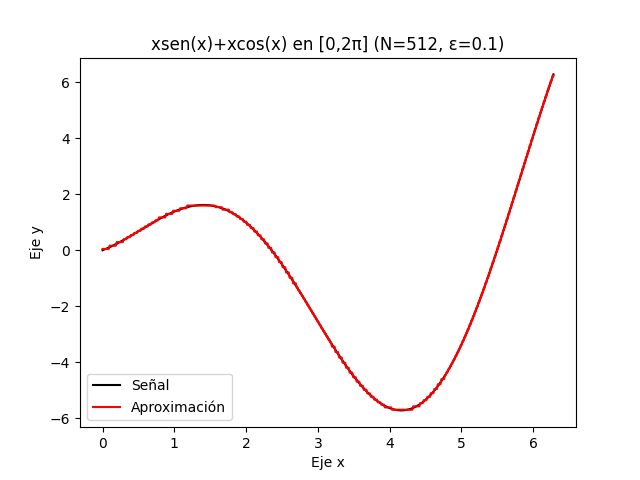 xsen(x)+xcos(x) en [0,2π] (N=512, ε=0.1)
Eje y
6
4
2
0
−2
−4
−6
Señal
Aproximación
0
1
2
3
4
5
6
Eje x